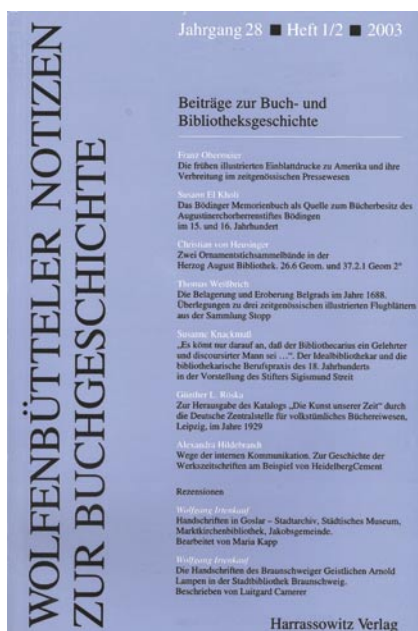 WOLFENBÜTTELER NOTIZEN
ZUR BUCHGESCHICHTE
Jahrgang 28 ■ Heft 1/2 ■ 2003
Beiträge zur Buch- und
Bibliotheksgeschichte
Franz Obermeier
Die frühen illustrierten Einblattdrucke zu Amerika und ihre
Verbreitung im zeitgenössischen Pressewesen
Susann El Kholi
Das Bödinger Memorienbuch als Quelle zum Bücherbesitz des
Augustinerchorherrenstiftes Bödingen
im 15. und 16. Jahrhundert
Christian von Heusinger
Zwei Ornamentstichsammelbände in der
Herzog August Bibliothek. 26.6 Geom. und 37.2.1 Geom 2°
Thomas Weißbrich
Die Belagerung und Eroberung Belgrads im Jahre 1688.
Überlegungen zu drei zeitgenössischen illustrierten Flugblättern
aus der Sammlung Stopp
Susanne Knackmuß
„Es kömt nur darauf an, daß der Bibliothecarius ein Gelehrter
und discoursirter Mann sei …“. Der Idealbibliothekar und die
bibliothekarische Berufspraxis des 18. Jahrhunderts
in der Vorstellung des Stifters Sigismund Streit
Günther L. Röska
Zur Herausgabe des Katalogs „Die Kunst unserer Zeit“ durch
die Deutsche Zentralstelle für volkstümliches Büchereiwesen,
Leipzig, im Jahre 1929
Alexandra Hildebrandt
Wege der internen Kommunikation. Zur Geschichte der
Werkszeitschriften am Beispiel von HeidelbergCement
Rezensionen
Wolfgang Irtenkauf
Handschriften in Goslar – Stadtarchiv, Städtisches Museum,
Marktkirchenbibliothek, Jakobsgemeinde.
Bearbeitet von Maria Kapp
Wolfgang Irtenkauf
Die Handschriften des Braunschweiger Geistlichen Arnold
Lampen in der Stadtbibliothek Braunschweig.
Beschrieben von Luitgard Camerer
Harrassowitz Verlag